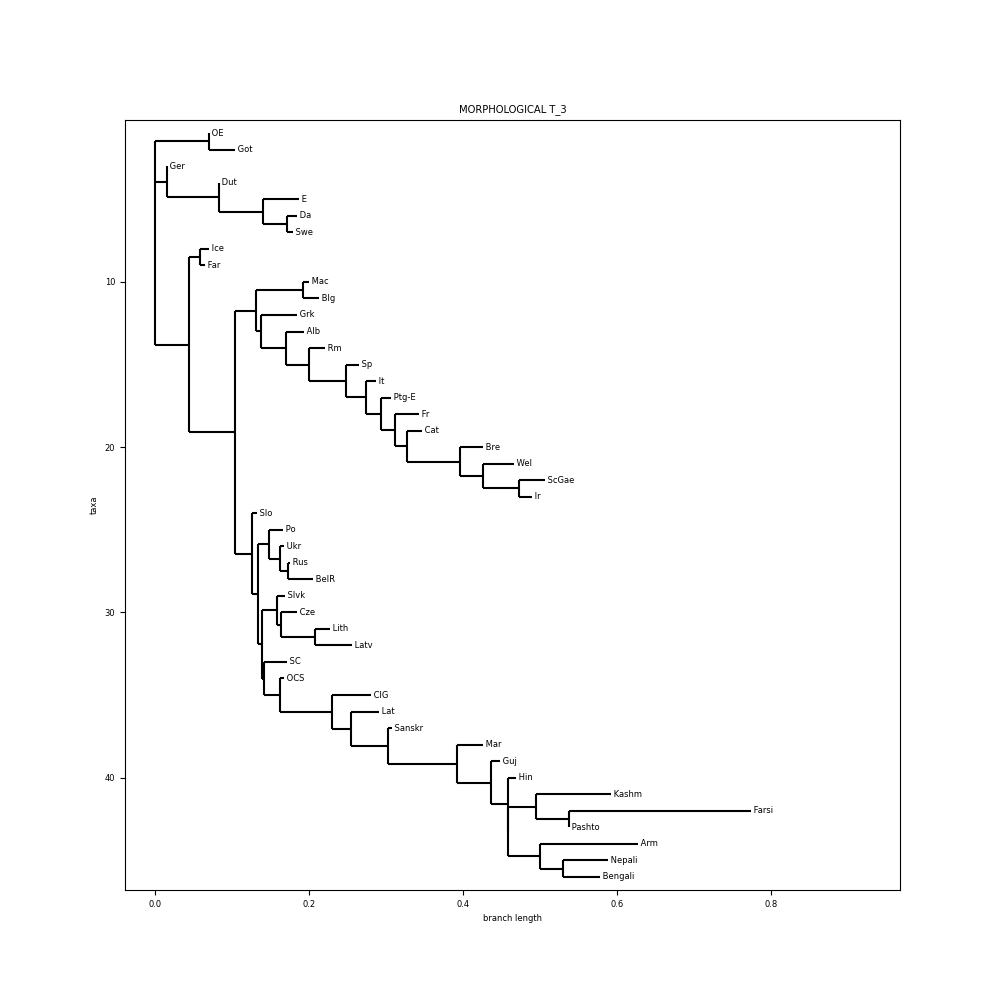 MORPHOLOGICAL T_3
OE
Got
Ger
Dut
E
Da
Swe
Ice
Far
10
Mac
Blg
Grk
Alb
Rm
Sp
It
Ptg-E
Fr
Cat
20
Bre
Wel
ScGae
Ir
taxa
Slo
Po
Ukr
Rus
BelR
Slvk
30
Cze
Lith
Latv
SC
OCS
ClG
Lat
Sanskr
Mar
Guj
40
Hin
Kashm
Farsi
Pashto
Arm
Nepali
Bengali
0.0 0.2 0.4 0.6 0.8
branch length